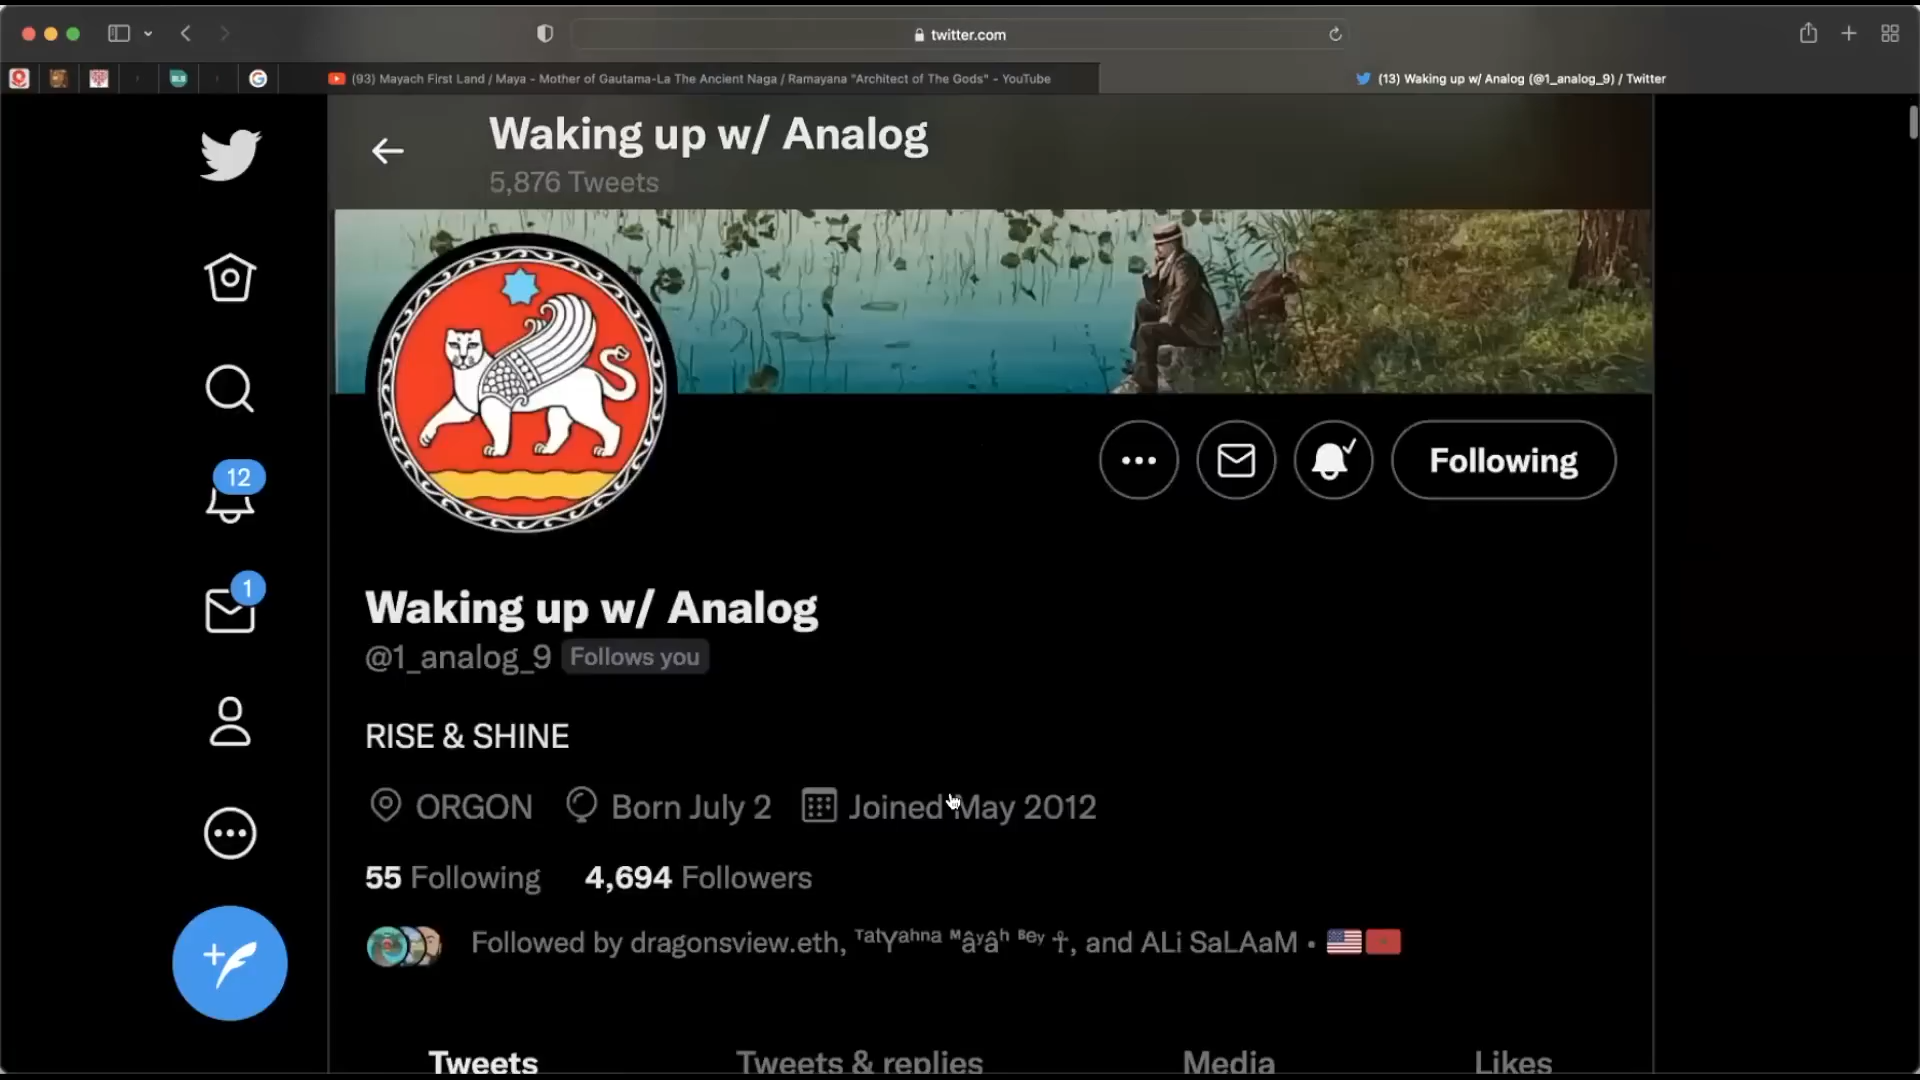 twitter.com
(93) Mayach First Land / Maya - Mother of Gautama-La The Ancient Naga / Ramayana "Architect of The Gods" - YouTube
(13) Waking up w/ Analog (@1_analog_9) / Twitter
Waking up w/ Analog
5,876 Tweets
12
1
Following
Waking up w/ Analog
@1_analog_9 Follows you
RISE & SHINE
ORGON Born July 2 Joined May 2012
55 Following 4,694 Followers
Followed by dragonsview.eth, ᵀᵃᵗYᵃʰⁿᵃ ᴹâʸâʰ ᴮᵉʸ ☥, and ALi SaLAaM • 🇺🇸🇲🇦
Tweets Tweets & replies Media Likes